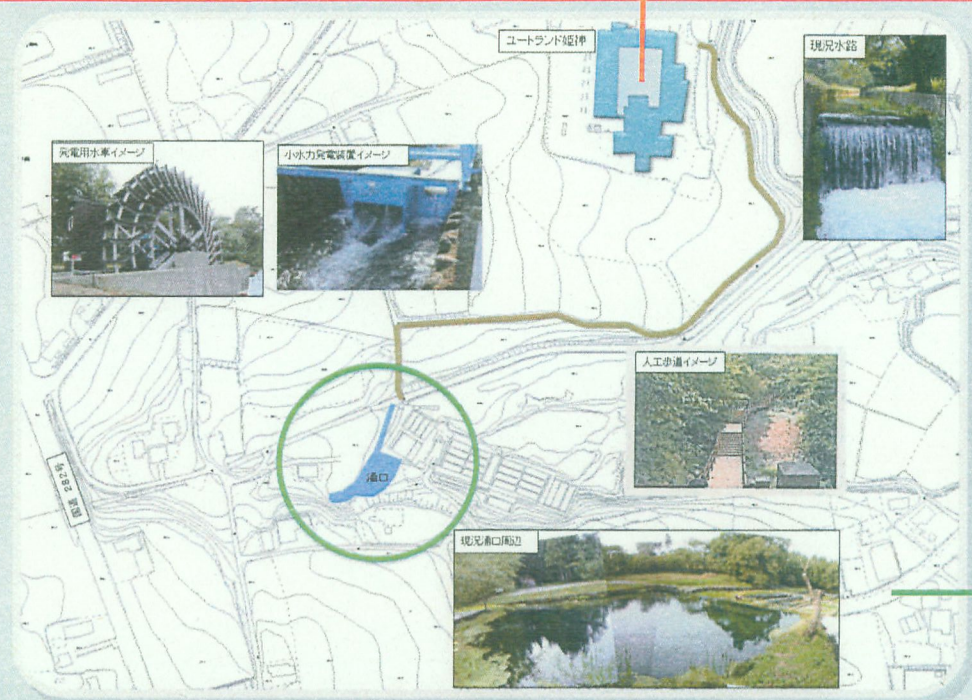 ユートランド姫神
現況水路
発電用水車イメージ
小水力発電装置イメージ
人工歩道イメージ
湧口
国道 282号
現況湧口周辺